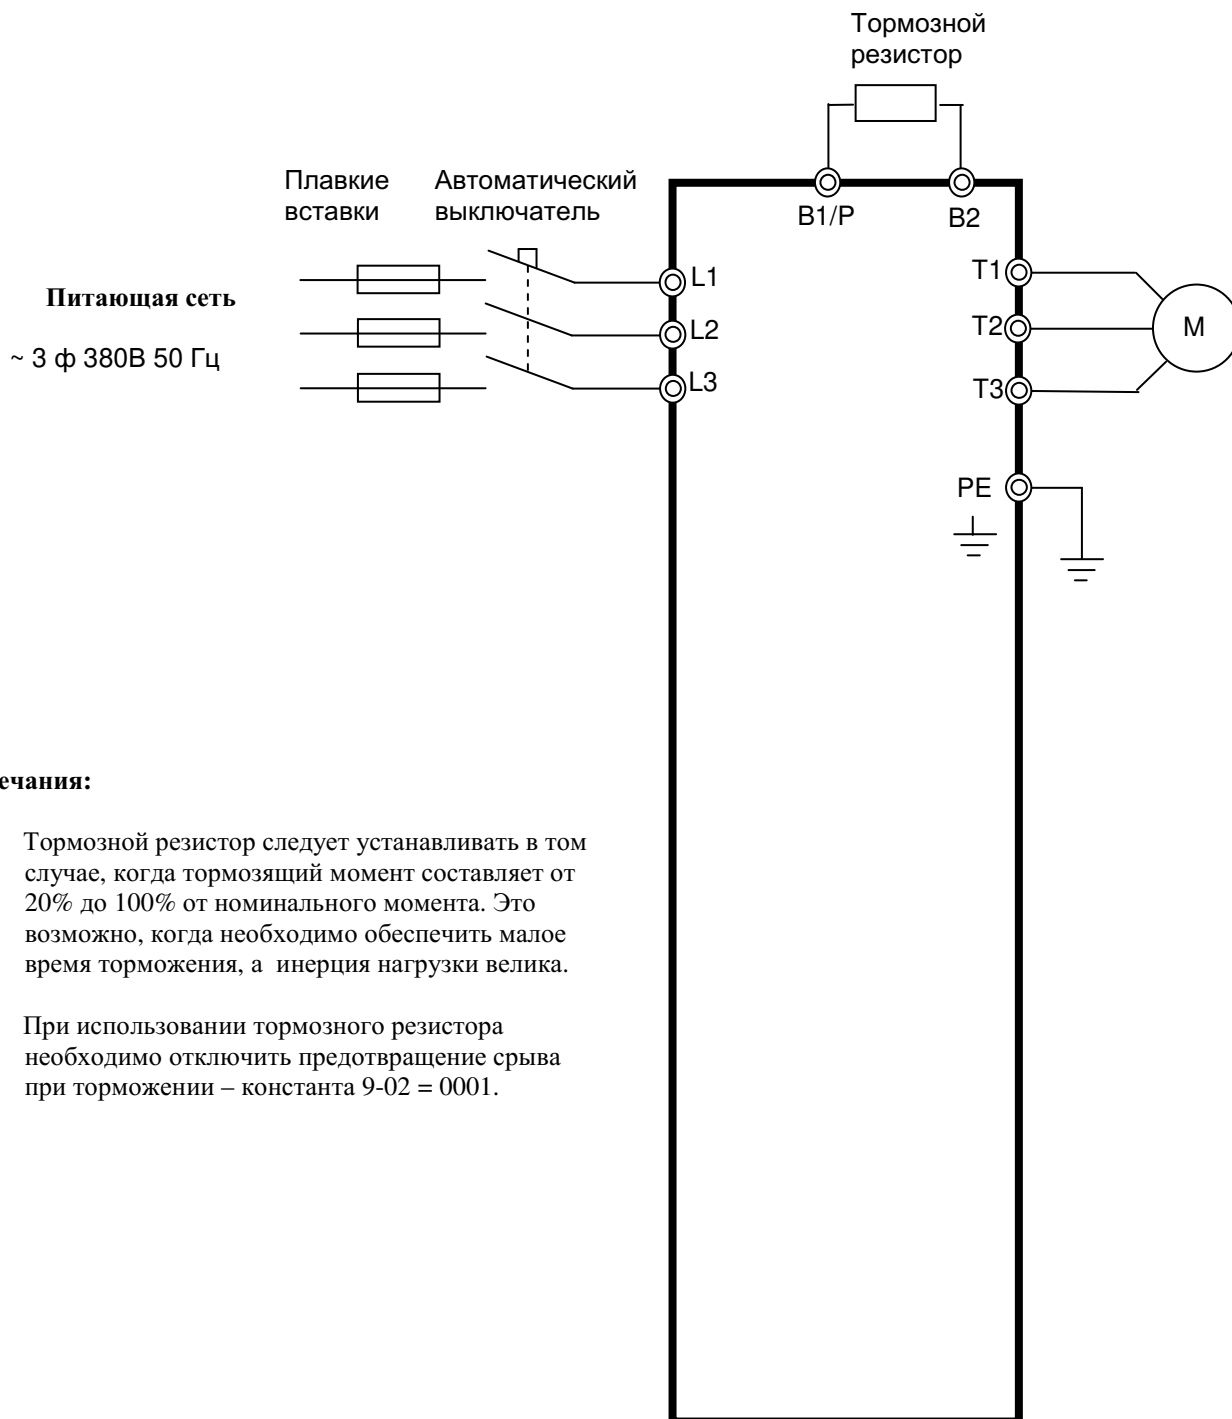 Тормозной
резистор
Плавкие
вставки
Автоматический
выключатель
B1/P
B2
Питающая сеть
~ 3 ф 380В 50 Гц
L1
L2
L3
T1
T2
T3
M
PE
ечания:
Тормозной резистор следует устанавливать в том
случае, когда тормозящий момент составляет от
20% до 100% от номинального момента. Это
возможно, когда необходимо обеспечить малое
время торможения, а  инерция нагрузки велика.
При использовании тормозного резистора
необходимо отключить предотвращение срыва
при торможении – константа 9-02 = 0001.